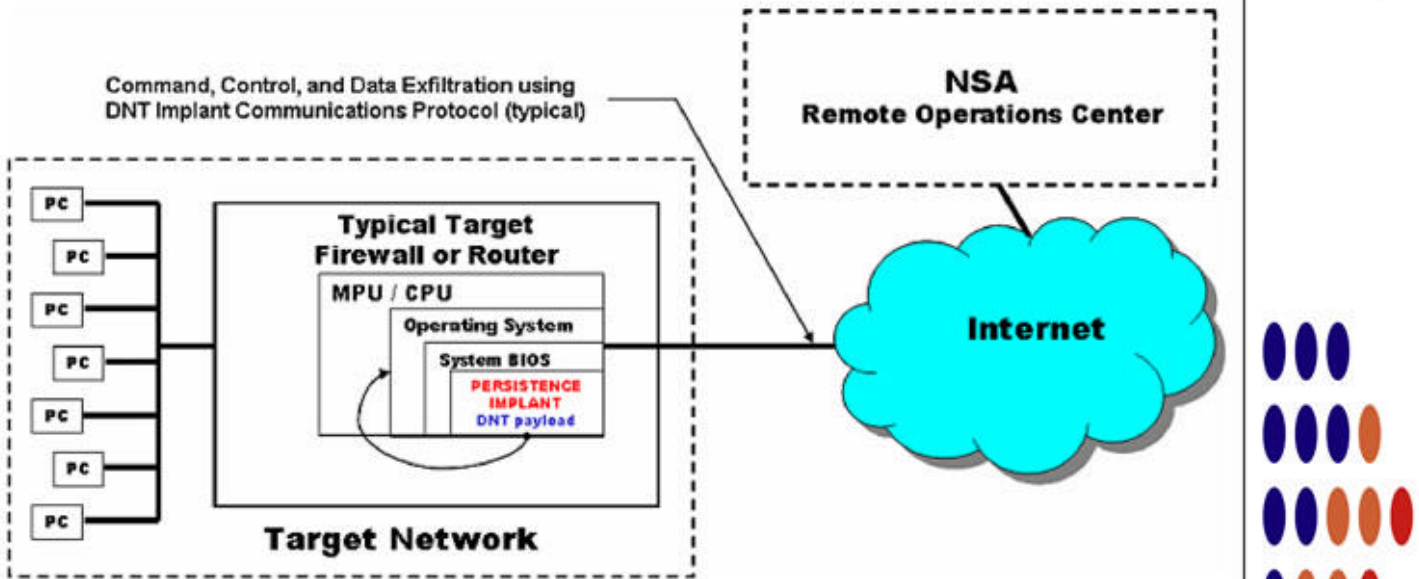 Command, Control, and Data Exfiltration using
DNT Implant Communications Protocol (typical)
NSA
Remote Operations Center
PC
PC
PC
PC
PC
PC
PC
Typical Target
Firewall or Router
MPU / CPU
Operating System
System BIOS
PERSISTENCE
IMPLANT
DNT payload
Internet
Target Network